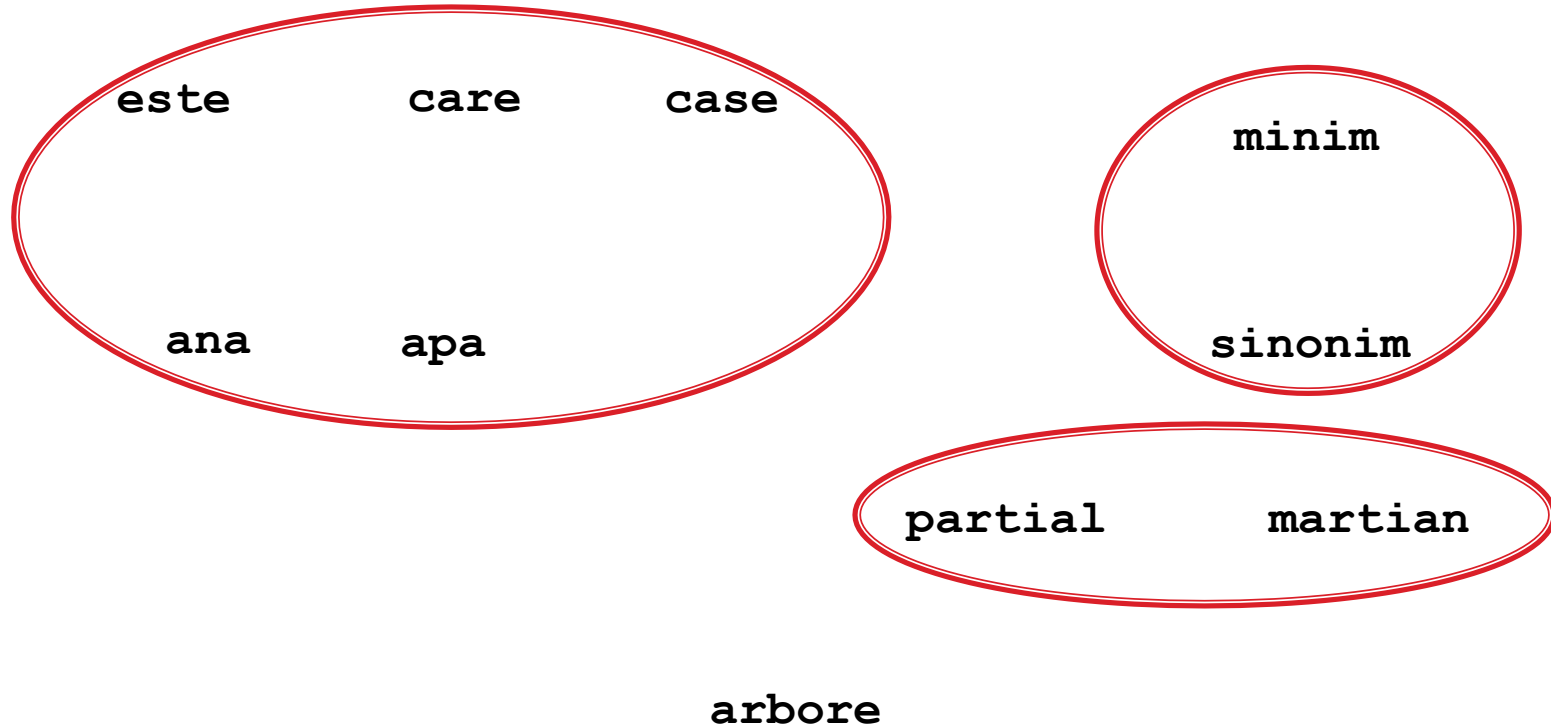 este care case
minim
ana apa
sinonim
partial martian
arbore